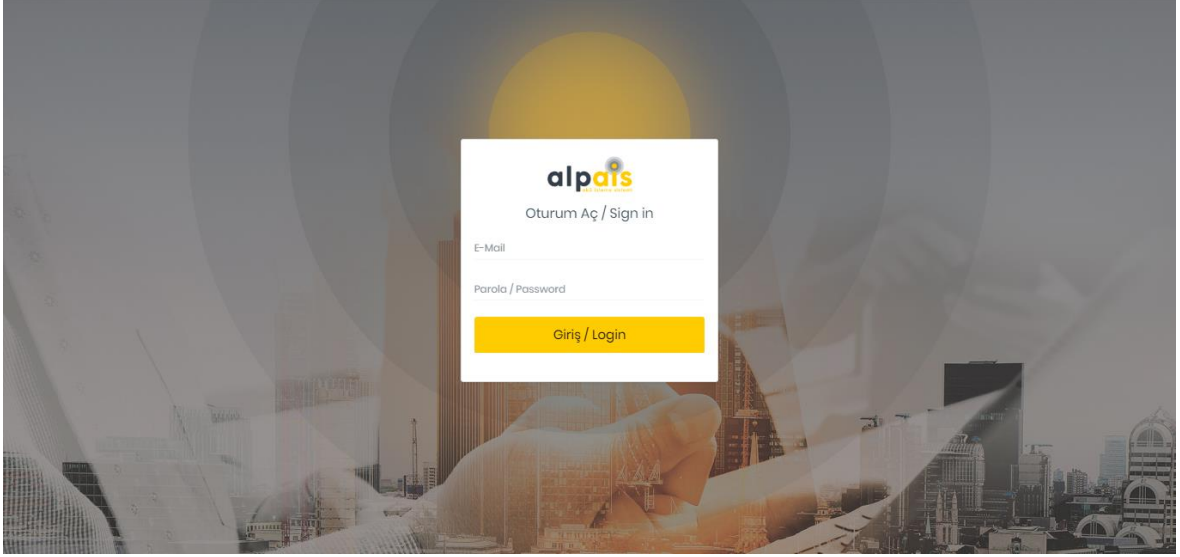 alpais
Oturum Aç / Sign in
E-Mail
Parola / Password
Giriş / Login